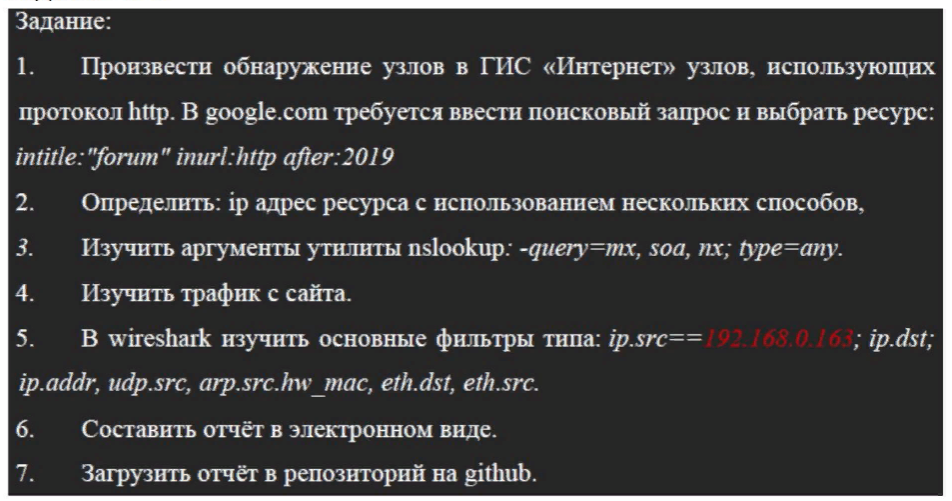 Задание:
1. Произвести обнаружение узлов в ГИС «Интернет» узлов, использующих
протокол http. В google.com требуется ввести поисковый запрос и выбрать ресурс:
intitle:"forum" inurl:http after:2019
2. Определить: ip адрес ресурса с использованием нескольких способов,
3. Изучить аргументы утилиты nslookup: -query=mx, soa, nx; type=any.
4. Изучить трафик с сайта.
5. В wireshark изучить основные фильтры типа: ip.src==192.168.0.163; ip.dst;
ip.addr, udp.src, arp.src.hw_mac, eth.dst, eth.src.
6. Составить отчёт в электронном виде.
7. Загрузить отчёт в репозиторий на github.